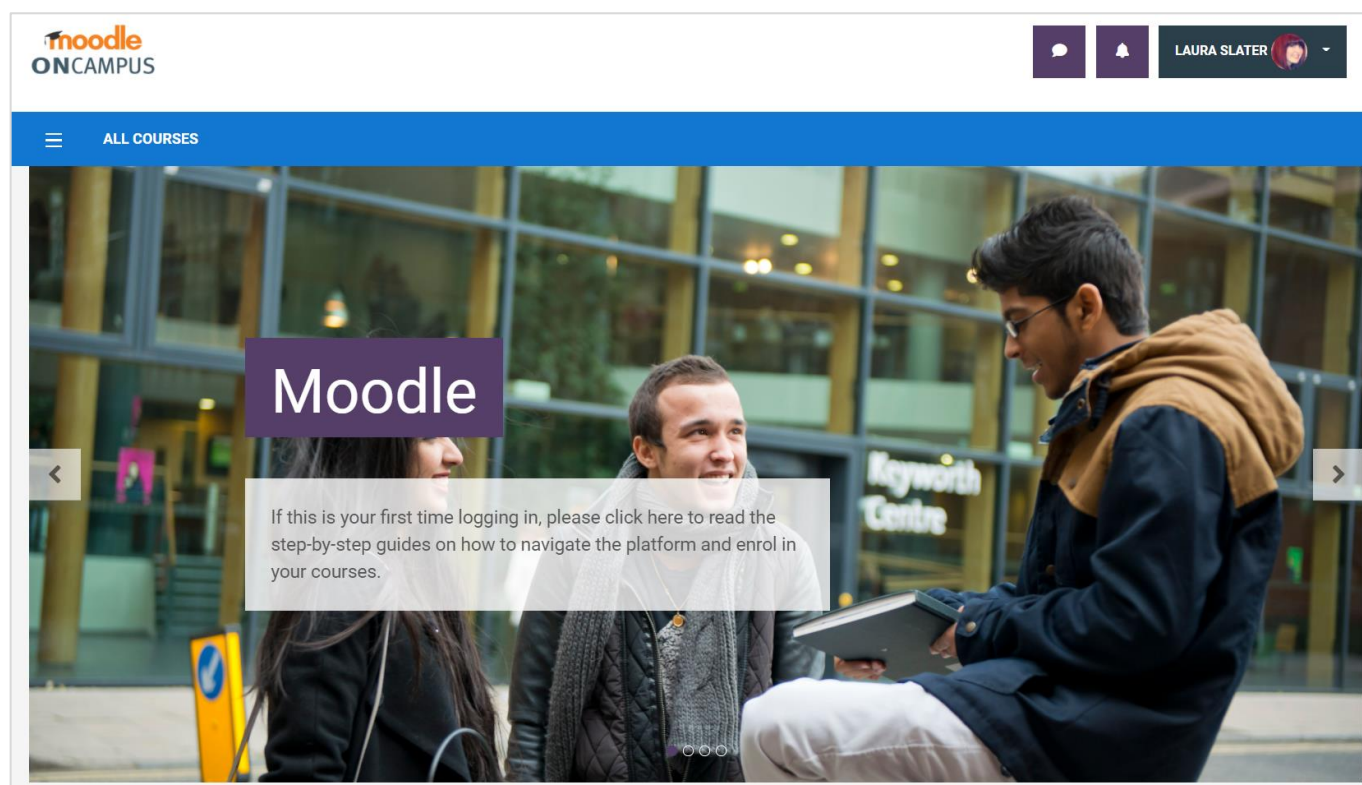 moodle
ONCAMPUS
LAURA SLATER
ALL COURSES
Moodle
If this is your first time logging in, please click here to read the
step-by-step guides on how to navigate the platform and enrol in
your courses.
Keyworth
Centre